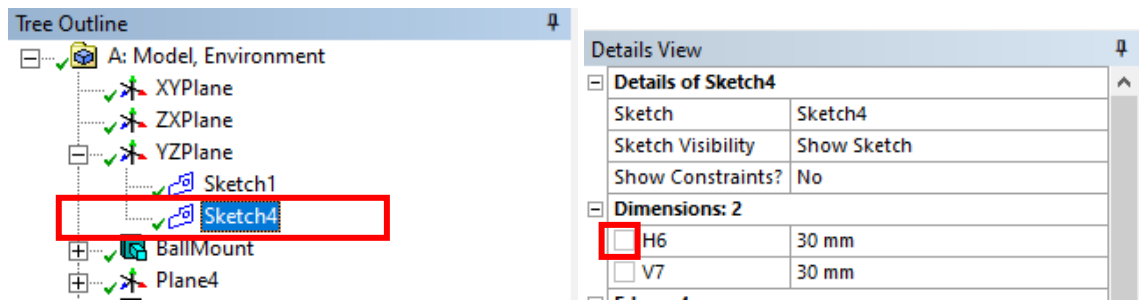 Tree Outline
A: Model, Environment
XYPlane
ZXPlane
YZPlane
Sketch1
Sketch4
BallMount
Plane4
Details View
Details of Sketch4
Sketch Sketch4
Sketch Visibility Show Sketch
Show Constraints? No
Dimensions: 2
H6 30 mm
V7 30 mm